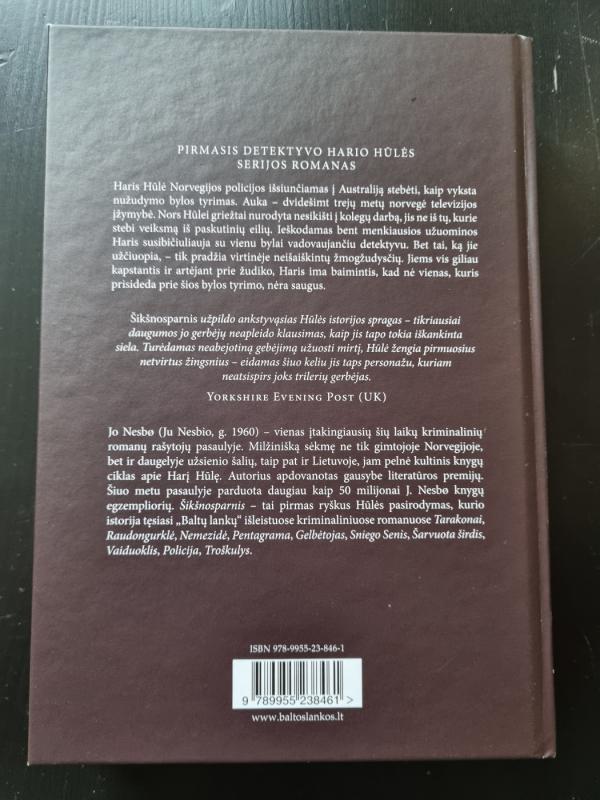 PIRMASIS DETEKTYVO HARIO HŪLĖS
SERIJOS ROMANAS
Haris Hūlė Norvegijos policijos išsiunčiamas į Australiją stebėti, kaip vyksta
nužudymo bylos tyrimas. Auka – dvidešimt trejų metų norvegė televizijos
įžymybė. Nors Hūlei griežtai nurodyta nesikišti į kolegų darbą, jis ne iš tų, kurie
stebi veiksmą iš paskutinių eilių. Ieškodamas bent menkiausios užuominos
Haris susibičiuliauja su vienu bylai vadovaujančiu detektyvu. Bet tai, ką jie
užčiuopia, – tik pradžia virtinėje neišaiškintų žmogžudysčių. Jiems vis giliau
kapstantis ir artėjant prie žudiko, Haris ima baimintis, kad nė vienas, kuris
prisideda prie šios bylos tyrimo, nėra saugus.
Šikšnosparnis užpildo ankstyvąsias Hūlės istorijos spragas – tikriausiai
daugumos jo gerbėjų neapleido klausimas, kaip jis tapo tokia iškankinta
siela. Turėdamas neabejotiną gebėjimą užuosti mirtį, Hūlė žengia pirmuosius
netvirtus žingsnius – eidamas šiuo keliu jis taps personažu, kuriam
neatsispirs joks trilerių gerbėjas.
YORKSHIRE EVENING POST (UK)
Jo Nesbø (Ju Nesbio, g. 1960) – vienas įtakingiausių šių laikų kriminalinių
romanų rašytojų pasaulyje. Milžinišką sėkmę ne tik gimtojoje Norvegijoje,
bet ir daugelyje užsienio šalių, taip pat ir Lietuvoje, jam pelnė kultinis knygų
ciklas apie Harį Hūlę. Autorius apdovanotas gausybe literatūros premijų.
Šiuo metu pasaulyje parduota daugiau kaip 50 milijonai J. Nesbø knygų
egzempliorių. Šikšnosparnis – tai pirmas ryškus Hūlės pasirodymas, kurio
istorija tęsiasi „Baltų lankų“ išleistuose kriminaliniuose romanuose Tarakonai,
Raudongurklė, Nemezidė, Pentagrama, Gelbėtojas, Sniego Senis, Šarvuota širdis,
Vaiduoklis, Policija, Troškulys.
ISBN 978-9955-23-846-1
9 789955 238461 >
www.baltoslankos.lt